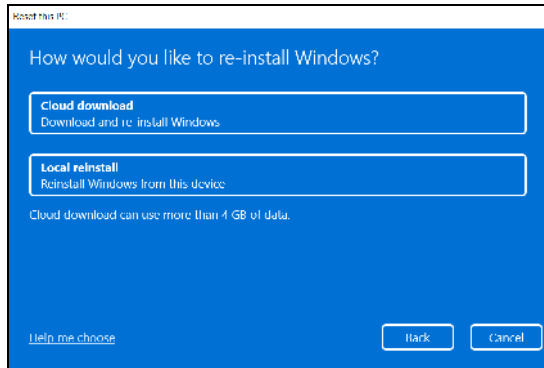 Reset this PC
How would you like to re-install Windows?
Cloud download
Download and re-install Windows
Local reinstall
Reinstall Windows from this device
Cloud download can use more than 4 GB of data.
Help me choose
Back
Cancel